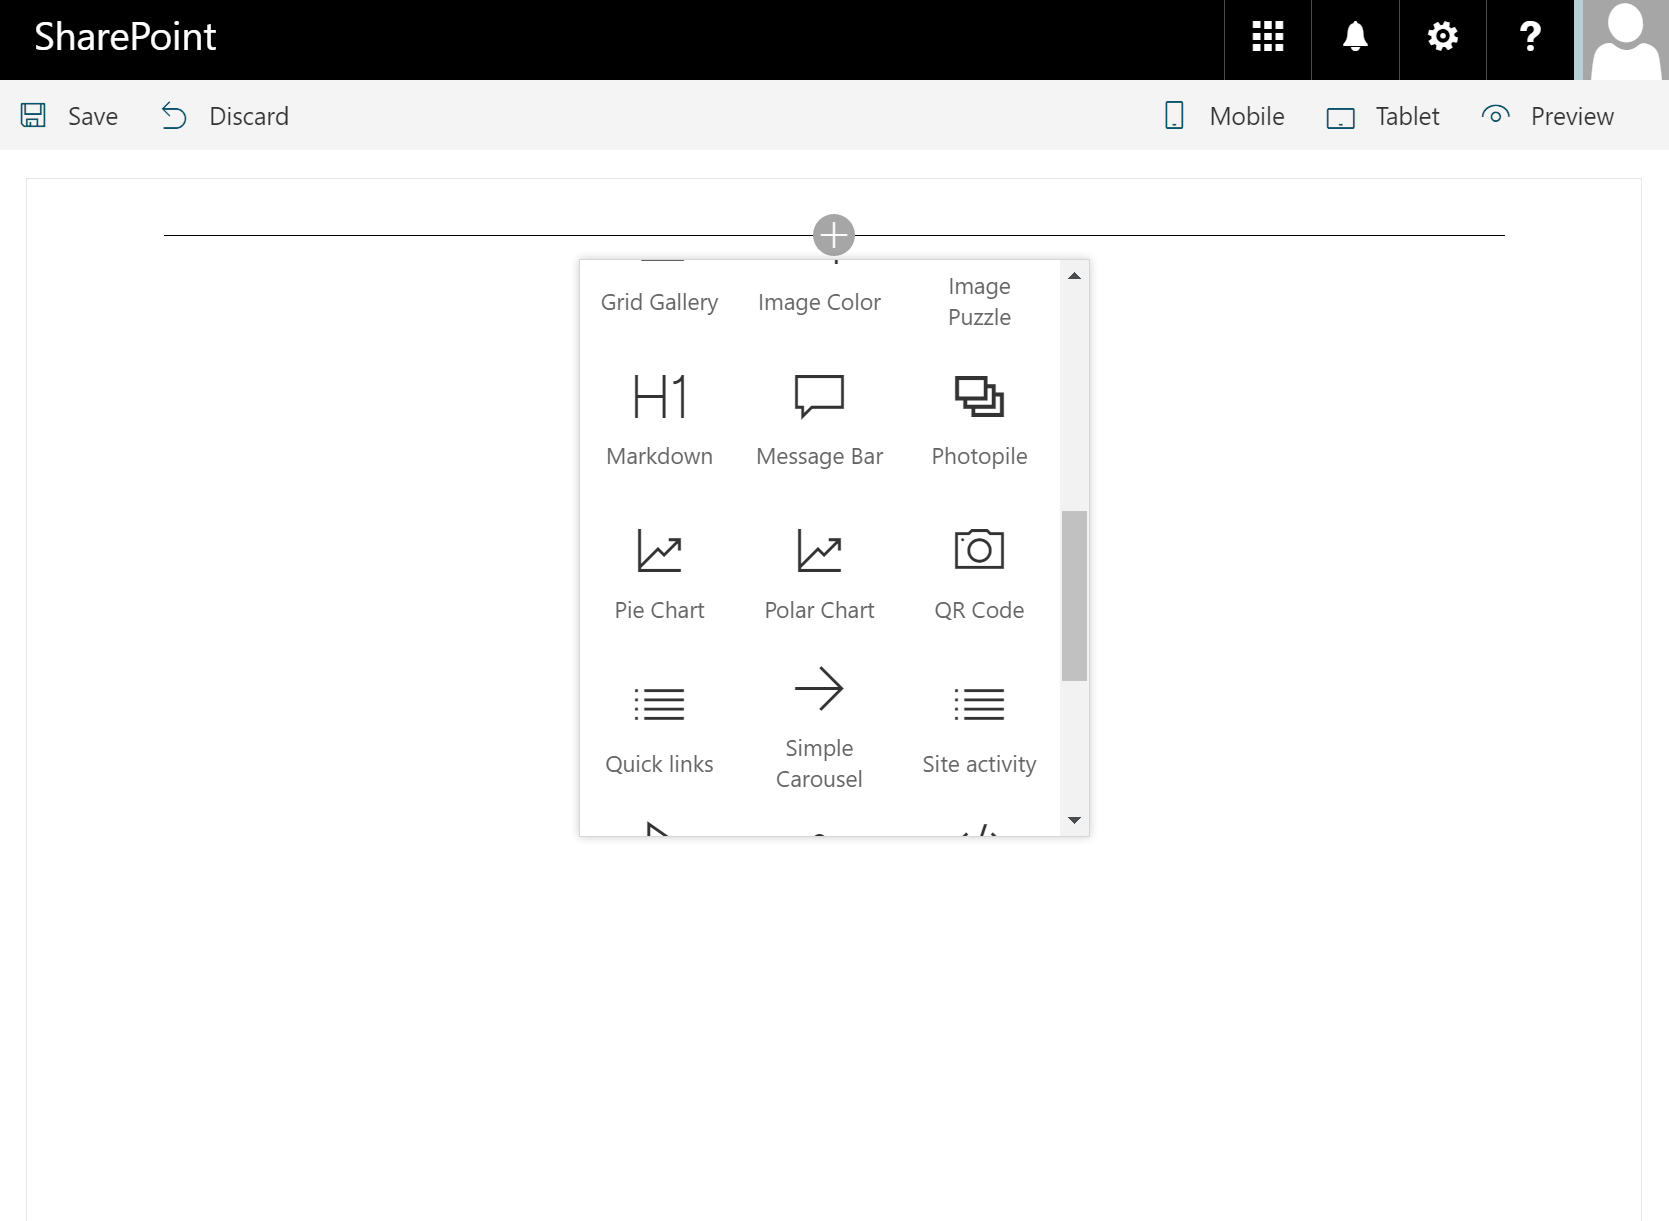 SharePoint
Save Discard Mobile Tablet Preview
Grid Gallery Image Color Image
Puzzle
H1
Markdown Message Bar Photopile
Pie Chart Polar Chart QR Code
Quick links Simple
Carousel Site activity